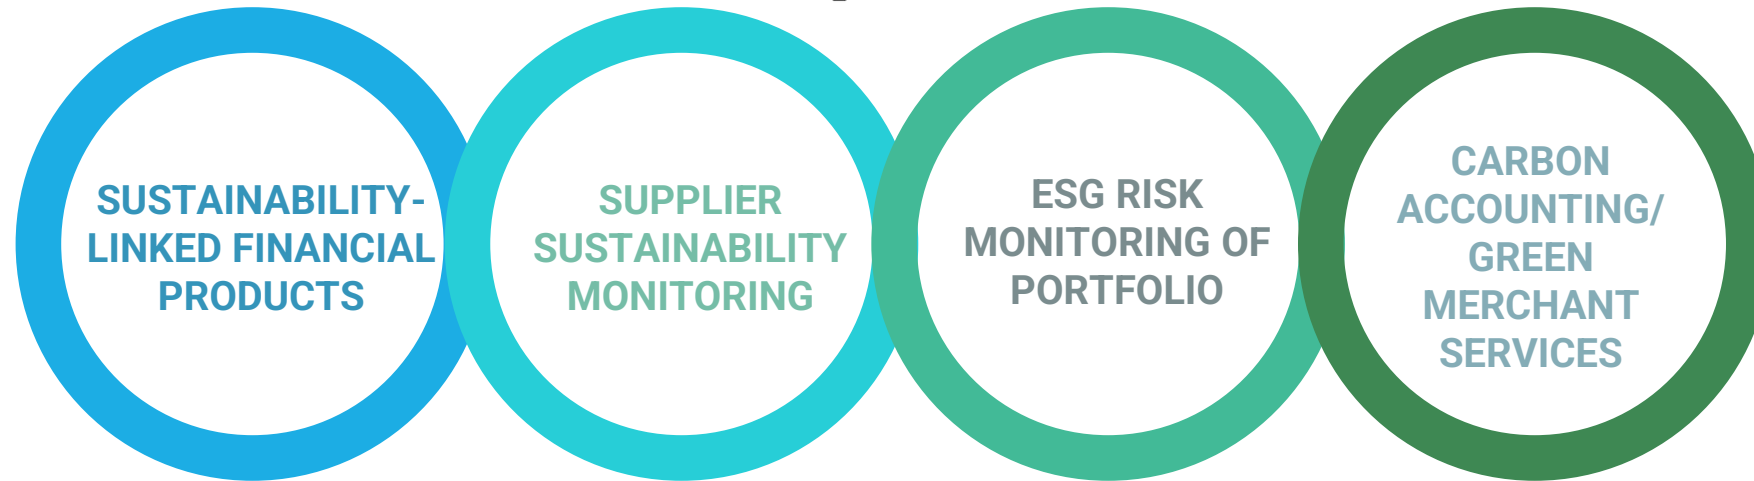 SUSTAINABILITY-
LINKED FINANCIAL
PRODUCTS
SUPPLIER
SUSTAINABILITY
MONITORING
ESG RISK
MONITORING OF
PORTFOLIO
CARBON
ACCOUNTING/
GREEN
MERCHANT
SERVICES